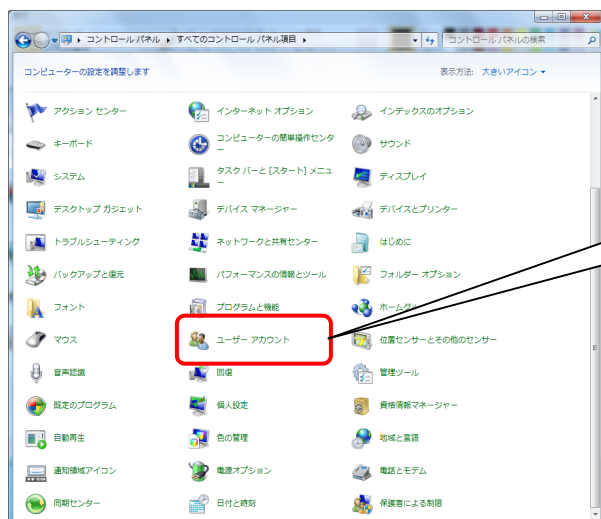 コントロール パネル ▸ すべてのコントロール パネル項目 ▸
コントロール パネルの検索
コンピューターの設定を調整します
表示方法: 大きいアイコン
アクション センター
インターネット オプション
インデックスのオプション
キーボード
コンピューターの簡単操作センタ
ー
サウンド
システム
タスク バーと [スタート] メニュ
ー
ディスプレイ
デスクトップ ガジェット
デバイス マネージャー
デバイスとプリンター
トラブルシューティング
ネットワークと共有センター
はじめに
バックアップと復元
パフォーマンスの情報とツール
フォルダー オプション
フォント
プログラムと機能
ホームグル
マウス
ユーザー アカウント
位置センサーとその他のセンサー
音声認識
回復
管理ツール
既定のプログラム
個人設定
資格情報マネージャー
自動再生
色の管理
地域と言語
通知領域アイコン
電源オプション
電話とモデム
同期センター
日付と時刻
保護者による制限